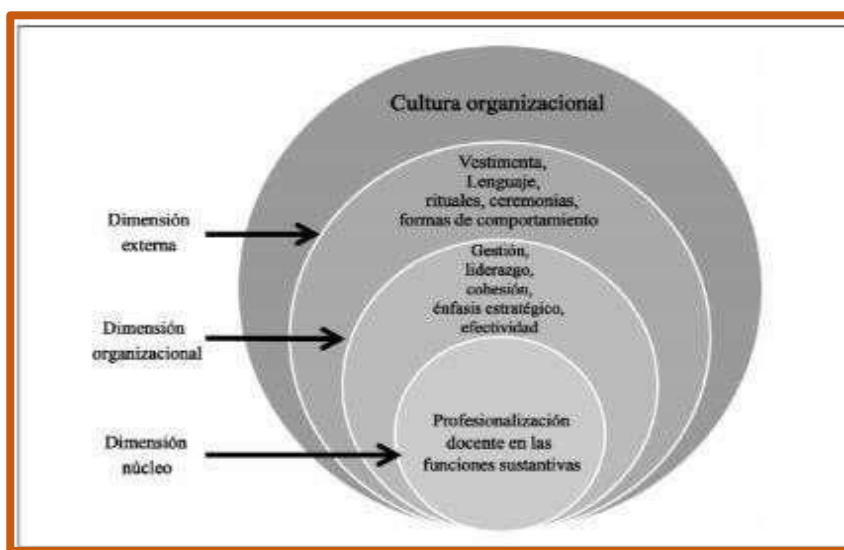 Cultura organizacional
Vestimenta,
Lenguaje,
rituales, ceremonias,
formas de comportamiento
Dimensión
externa
Gestión,
liderazgo,
cohesión,
énfasis estratégico,
efectividad
Dimensión
organizacional
Profesionalización
docente en las
funciones sustantivas
Dimensión
núcleo